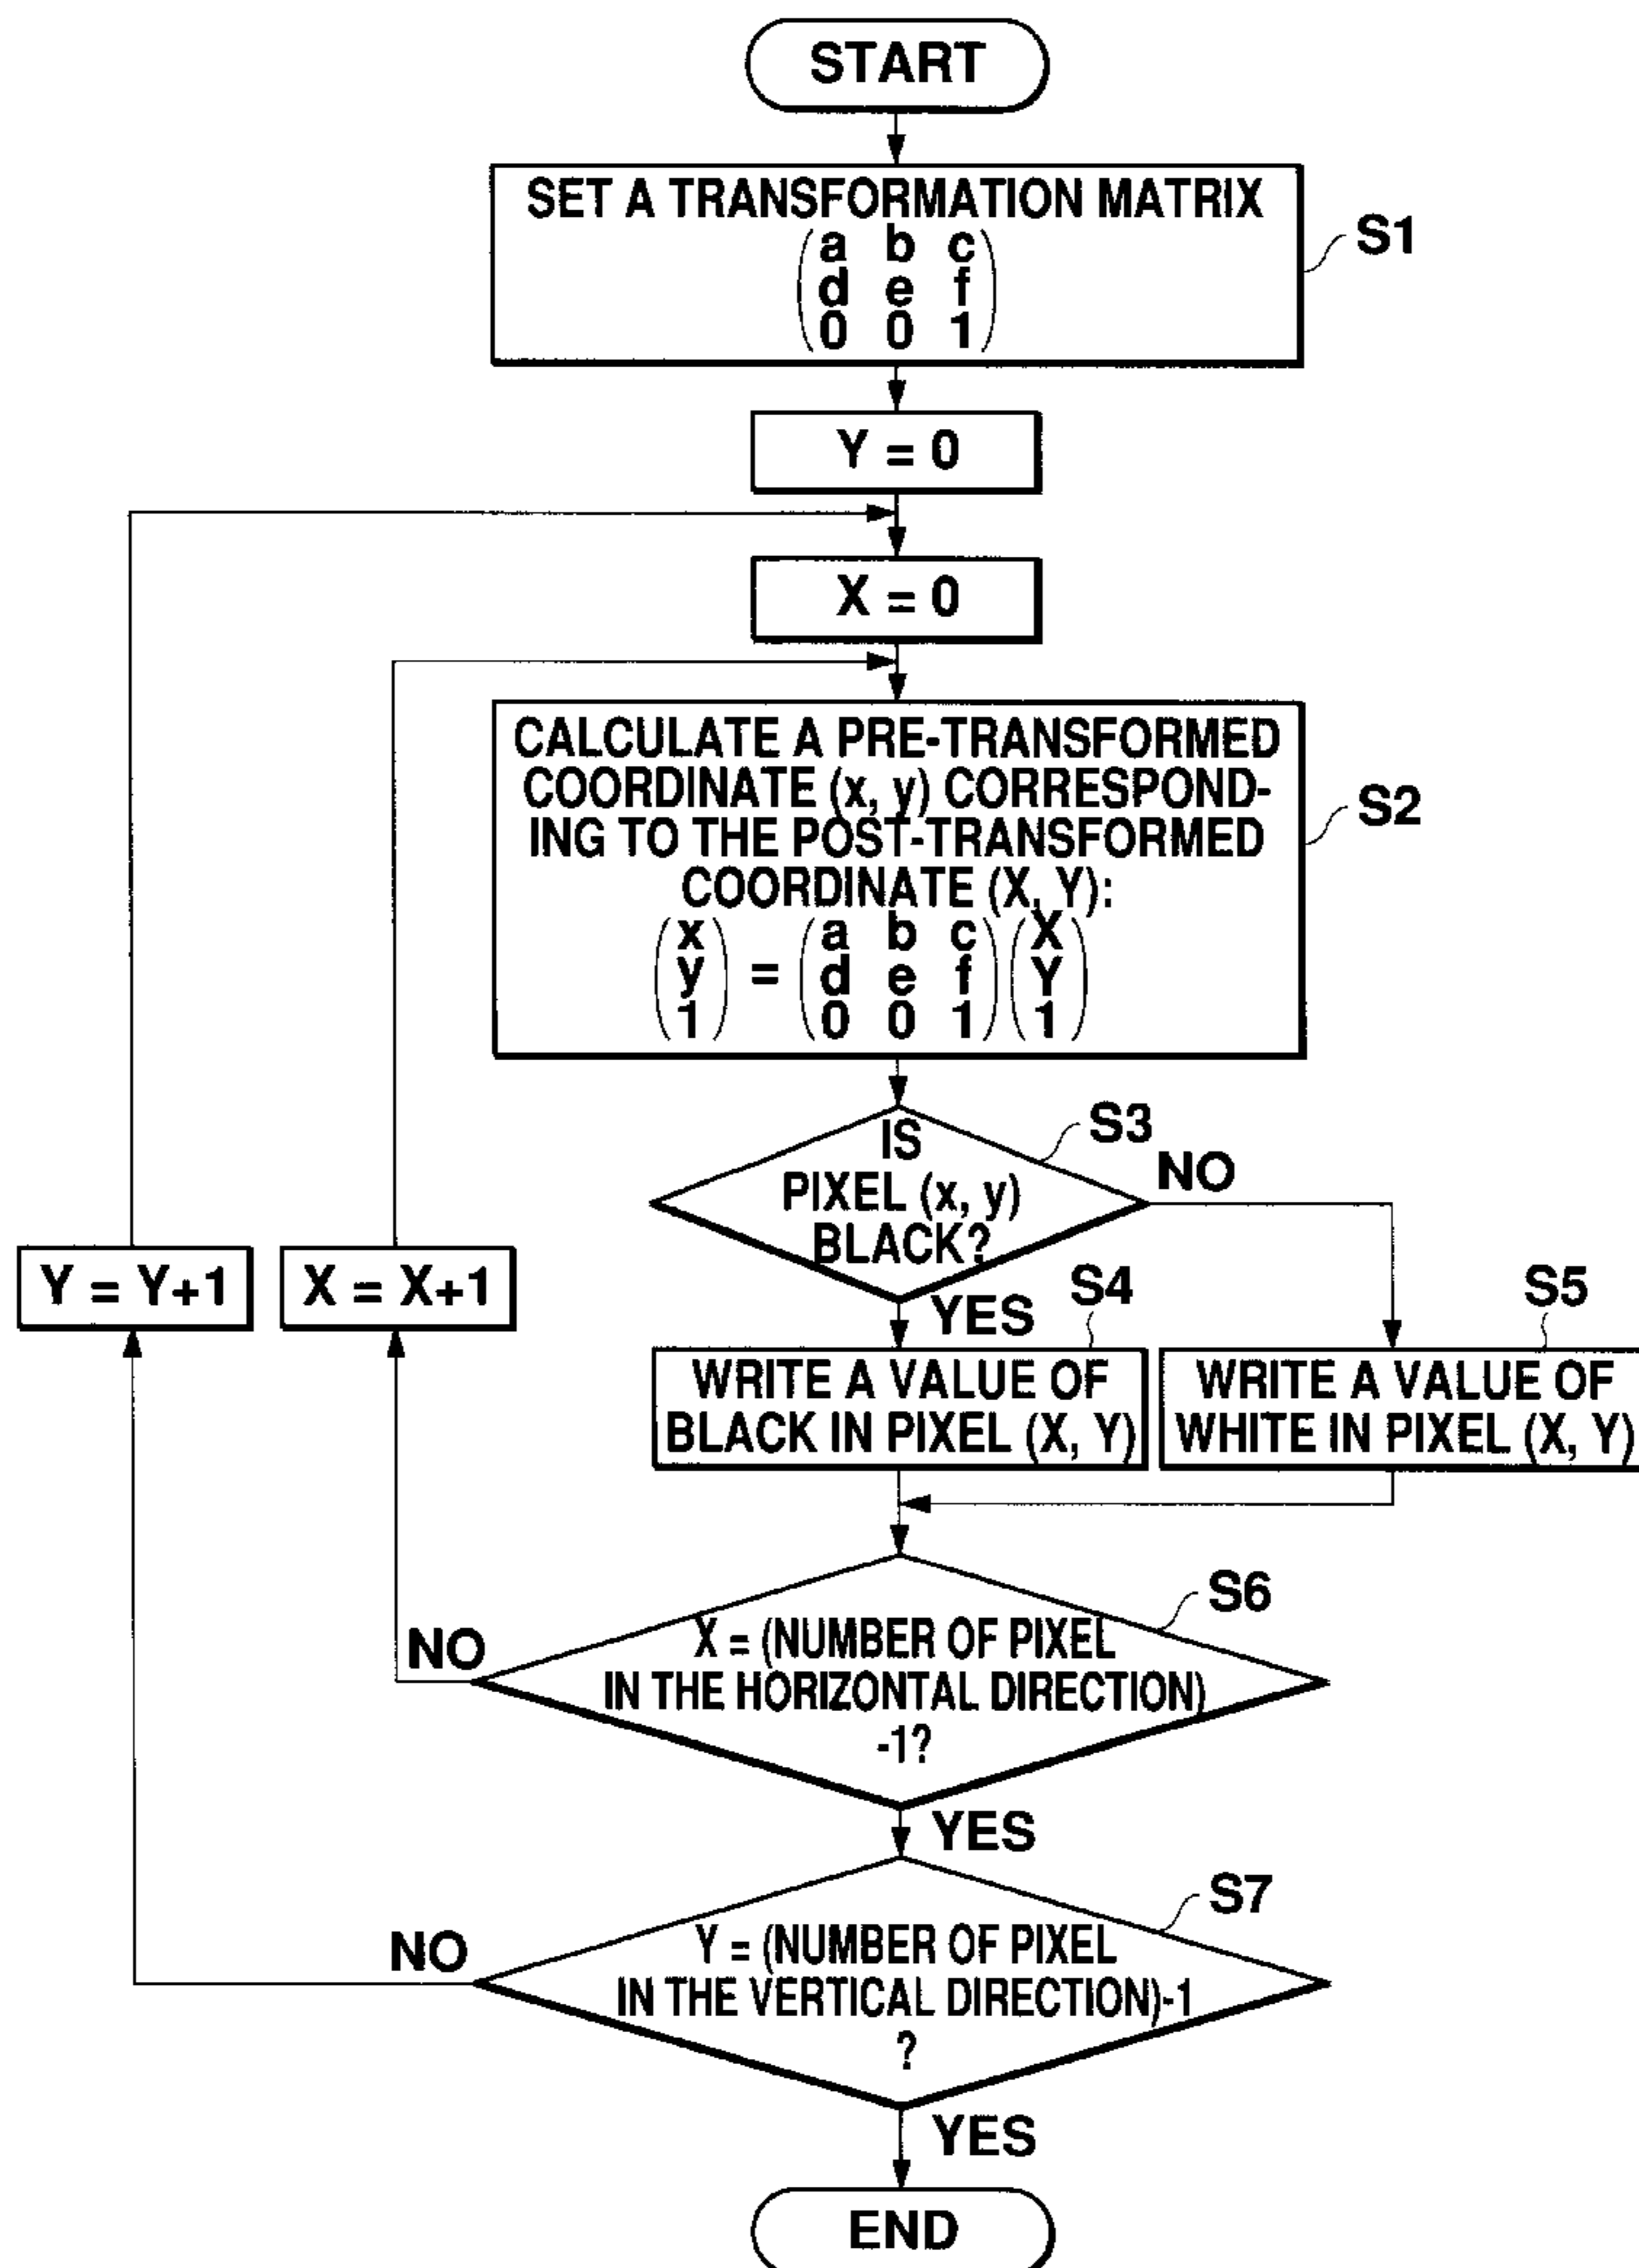 START
SET A TRANSFORMATION MATRIX
a b c
d e f
0 0 1
S1
Y = 0
X = 0
CALCULATE A PRE-TRANSFORMED
COORDINATE (x, y) CORRESPOND-
ING TO THE POST-TRANSFORMED
COORDINATE (X, Y):
x a b c X
y = d e f Y
1 0 0 1 1
S2
IS
PIXEL (x, y)
BLACK?
S3
NO
YES
Y = Y+1
X = X+1
S4
WRITE A VALUE OF
BLACK IN PIXEL (X, Y)
S5
WRITE A VALUE OF
WHITE IN PIXEL (X, Y)
S6
X = (NUMBER OF PIXEL
IN THE HORIZONTAL DIRECTION)
-1?
NO
YES
S7
Y = (NUMBER OF PIXEL
IN THE VERTICAL DIRECTION)-1
?
NO
YES
END